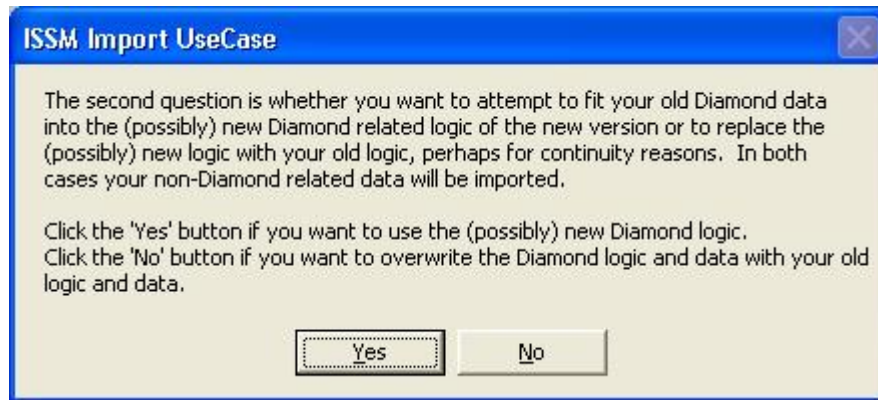 ISSM Import UseCase
The second question is whether you want to attempt to fit your old Diamond data
into the (possibly) new Diamond related logic of the new version or to replace the
(possibly) new logic with your old logic, perhaps for continuity reasons.  In both
cases your non-Diamond related data will be imported.
Click the 'Yes' button if you want to use the (possibly) new Diamond logic.
Click the 'No' button if you want to overwrite the Diamond logic and data with your old
logic and data.
Yes No